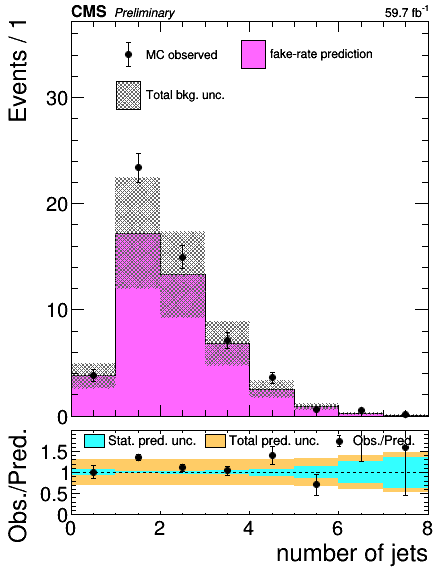 CMS Preliminary 59.7 fb⁻¹
Events / 1
MC observed
fake-rate prediction
Total bkg. unc.
30
20
10
0
Obs./Pred.
Stat. pred. unc.
Total pred. unc.
Obs./Pred.
1.5
1
0.5
0
0 2 4 6 8
number of jets